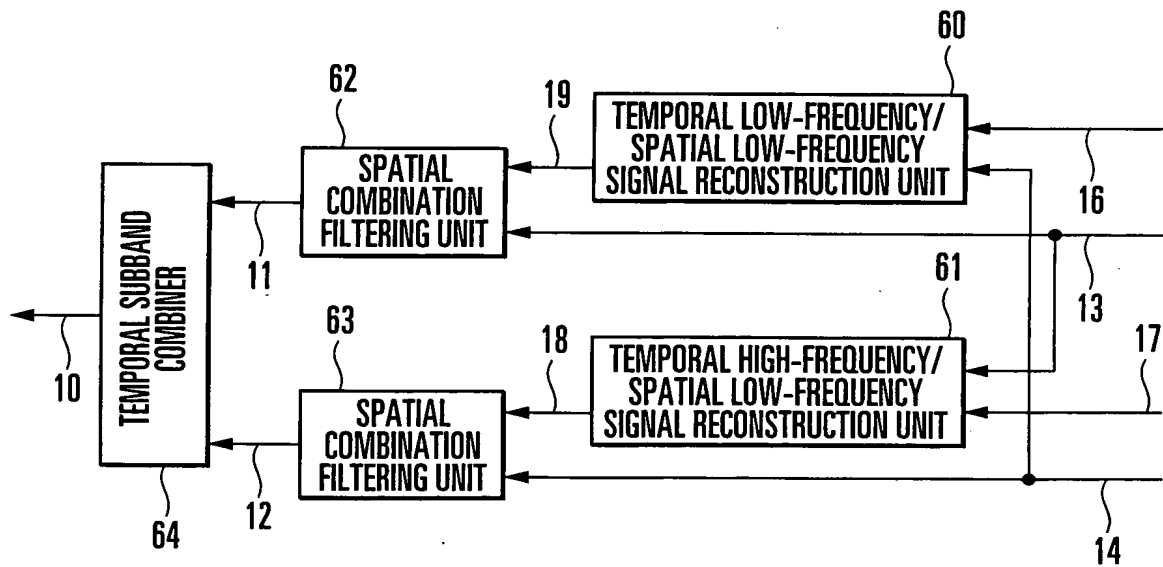 60
62
19
TEMPORAL LOW-FREQUENCY/
SPATIAL LOW-FREQUENCY
SIGNAL RECONSTRUCTION UNIT
SPATIAL
COMBINATION
FILTERING UNIT
16
11
61
13
TEMPORAL SUBBAND
COMBINER
10
63
18
17
TEMPORAL HIGH-FREQUENCY/
SPATIAL LOW-FREQUENCY
SIGNAL RECONSTRUCTION UNIT
SPATIAL
COMBINATION
FILTERING UNIT
12
64
14